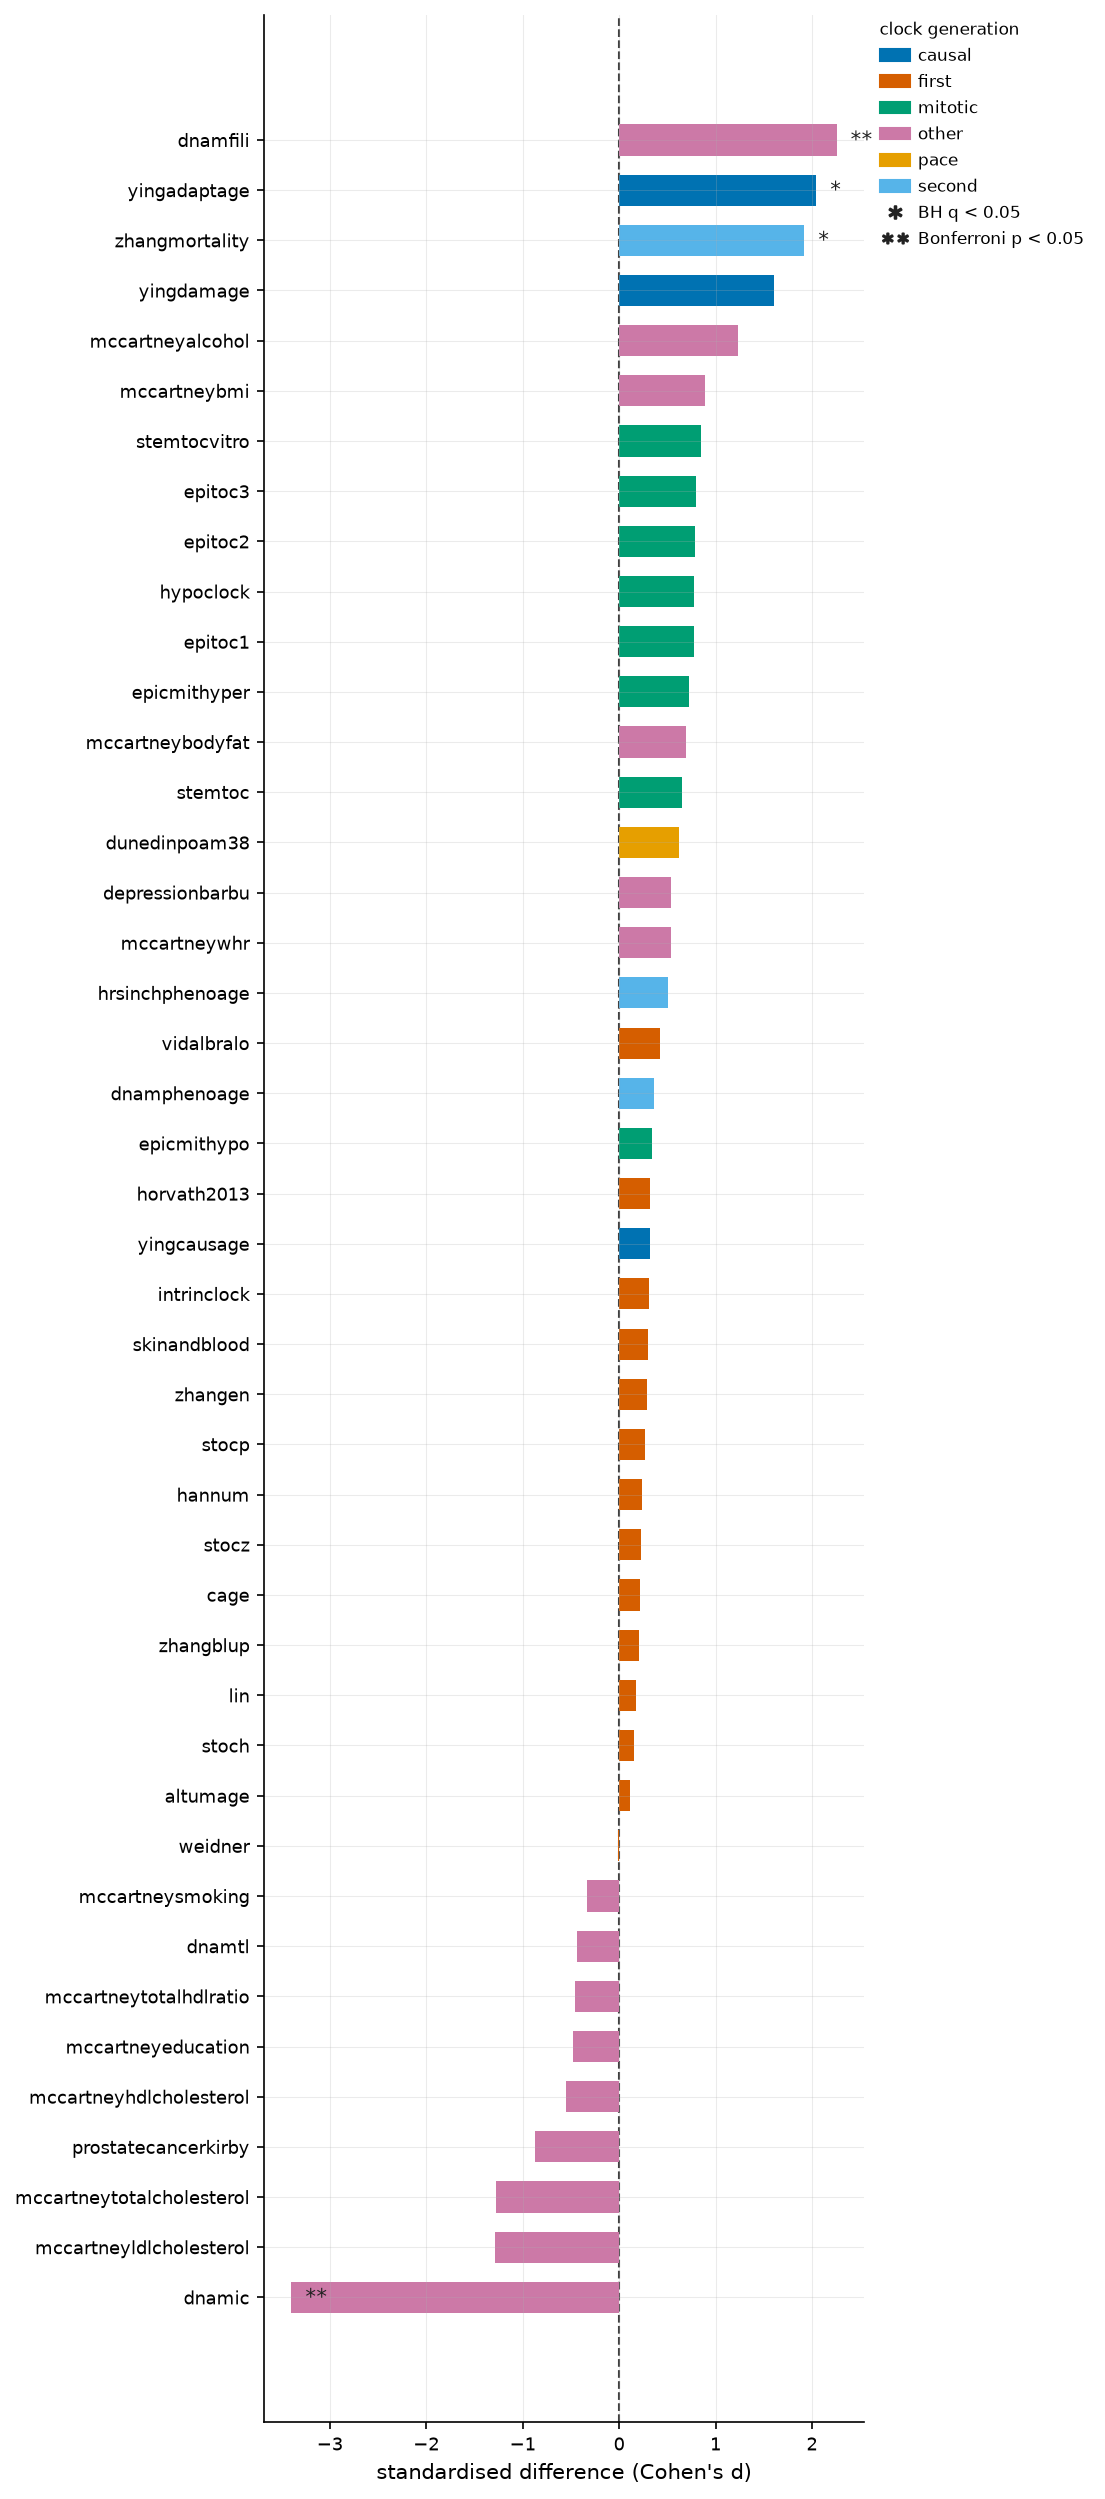 clock generation
causal
first
mitotic
other
pace
second
* BH q < 0.05
** Bonferroni p < 0.05
dnamfili **
yingadaptage *
zhangmortality *
yingdamage
mccartneyalcohol
mccartneybmi
stemtocvitro
epitoc3
epitoc2
hypoclock
epitoc1
epicmithyper
mccartneybodyfat
stemtoc
dunedinpoam38
depressionbarbu
mccartneywhr
hrsinchphenoage
vidalbralo
dnamphenoage
epicmithypo
horvath2013
yingcausage
intrinclock
skinandblood
zhangen
stocp
hannum
stocz
cage
zhangblup
lin
stoch
altumage
weidner
mccartneysmoking
dnamtl
mccartneytotalhdlratio
mccartneyeducation
mccartneyhdlcholesterol
prostatecancerkirby
mccartneytotalcholesterol
mccartneyldlcholesterol
dnamic **
−3 −2 −1 0 1 2
standardised difference (Cohen's d)